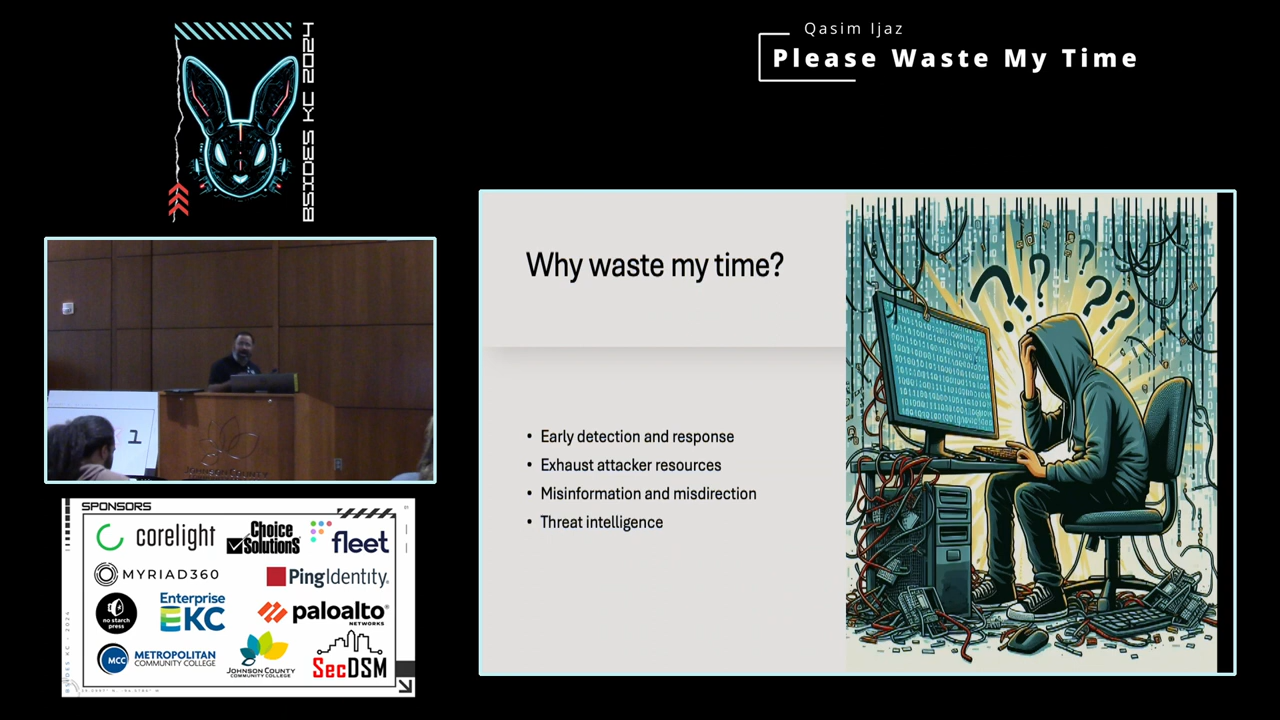 BSIDES KC 2024
Qasim Ijaz
Please Waste My Time
Why waste my time?
• Early detection and response
• Exhaust attacker resources
• Misinformation and misdirection
• Threat intelligence
1
SPONSORS
corelight
Choice
Solutions
fleet
MYRIAD360
PingIdentity.
no starch
press
Enterprise
KC
paloalto
NETWORKS
MCC
METROPOLITAN
COMMUNITY COLLEGE
JOHNSON COUNTY
COMMUNITY COLLEGE
SecDSM